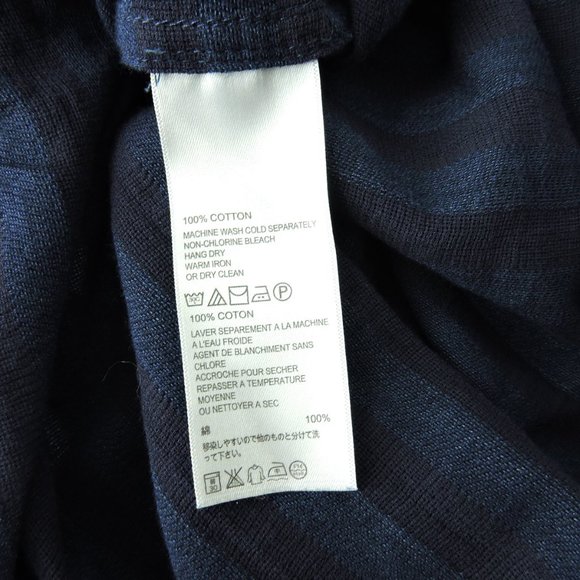 100% COTTON
MACHINE WASH COLD SEPARATELY
NON-CHLORINE BLEACH
HANG DRY
WARM IRON
OR DRY CLEAN
P
100% COTON
LAVER SEPAREMENT A LA MACHINE
A L'EAU FROIDE
AGENT DE BLANCHIMENT SANS
CHLORE
ACCROCHE POUR SECHER
REPASSER A TEMPERATURE
MOYENNE
OU NETTOYER A SEC
綿 100%
移染しやすいので他のものと分けて洗
って下さい。
30